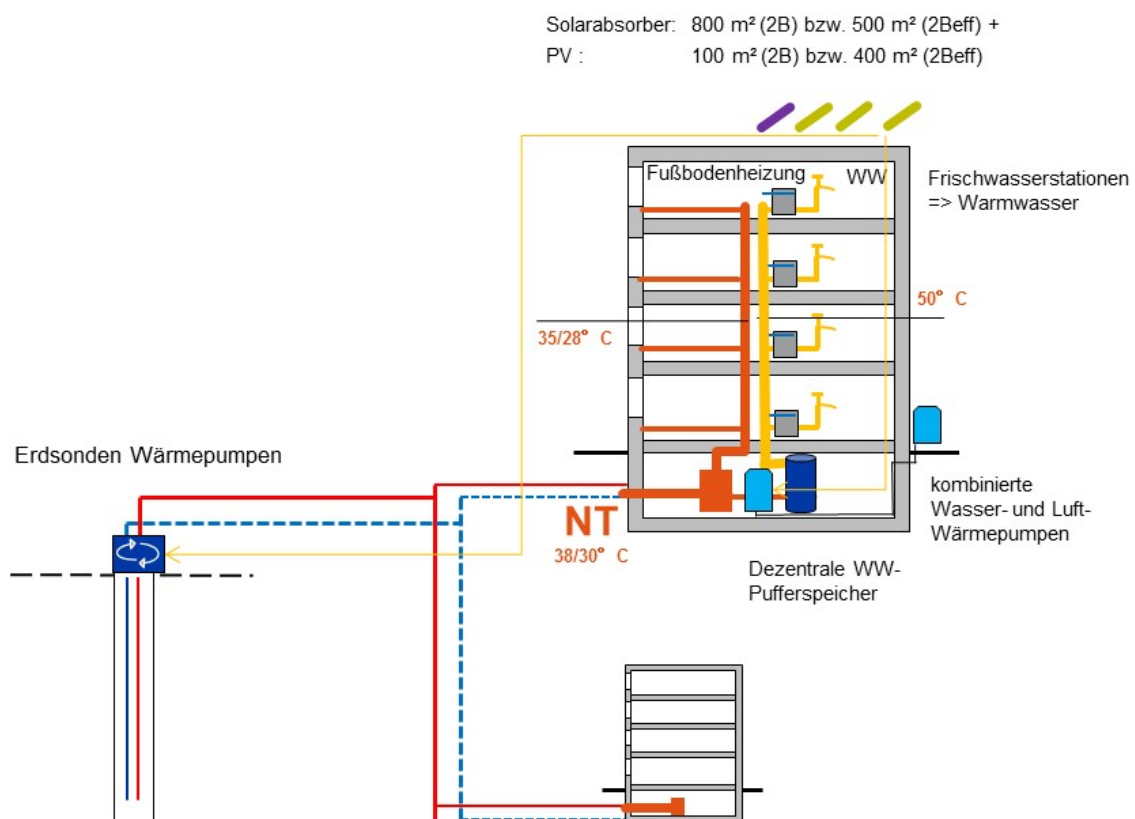 Solarabsorber: 800 m² (2B) bzw. 500 m² (2Beff) +
PV : 100 m² (2B) bzw. 400 m² (2Beff)
Fußbodenheizung WW
Frischwasserstationen
=> Warmwasser
50° C
35/28° C
Erdsonden Wärmepumpen
kombinierte
Wasser- und Luft-
Wärmepumpen
NT
38/30° C
Dezentrale WW-
Pufferspeicher